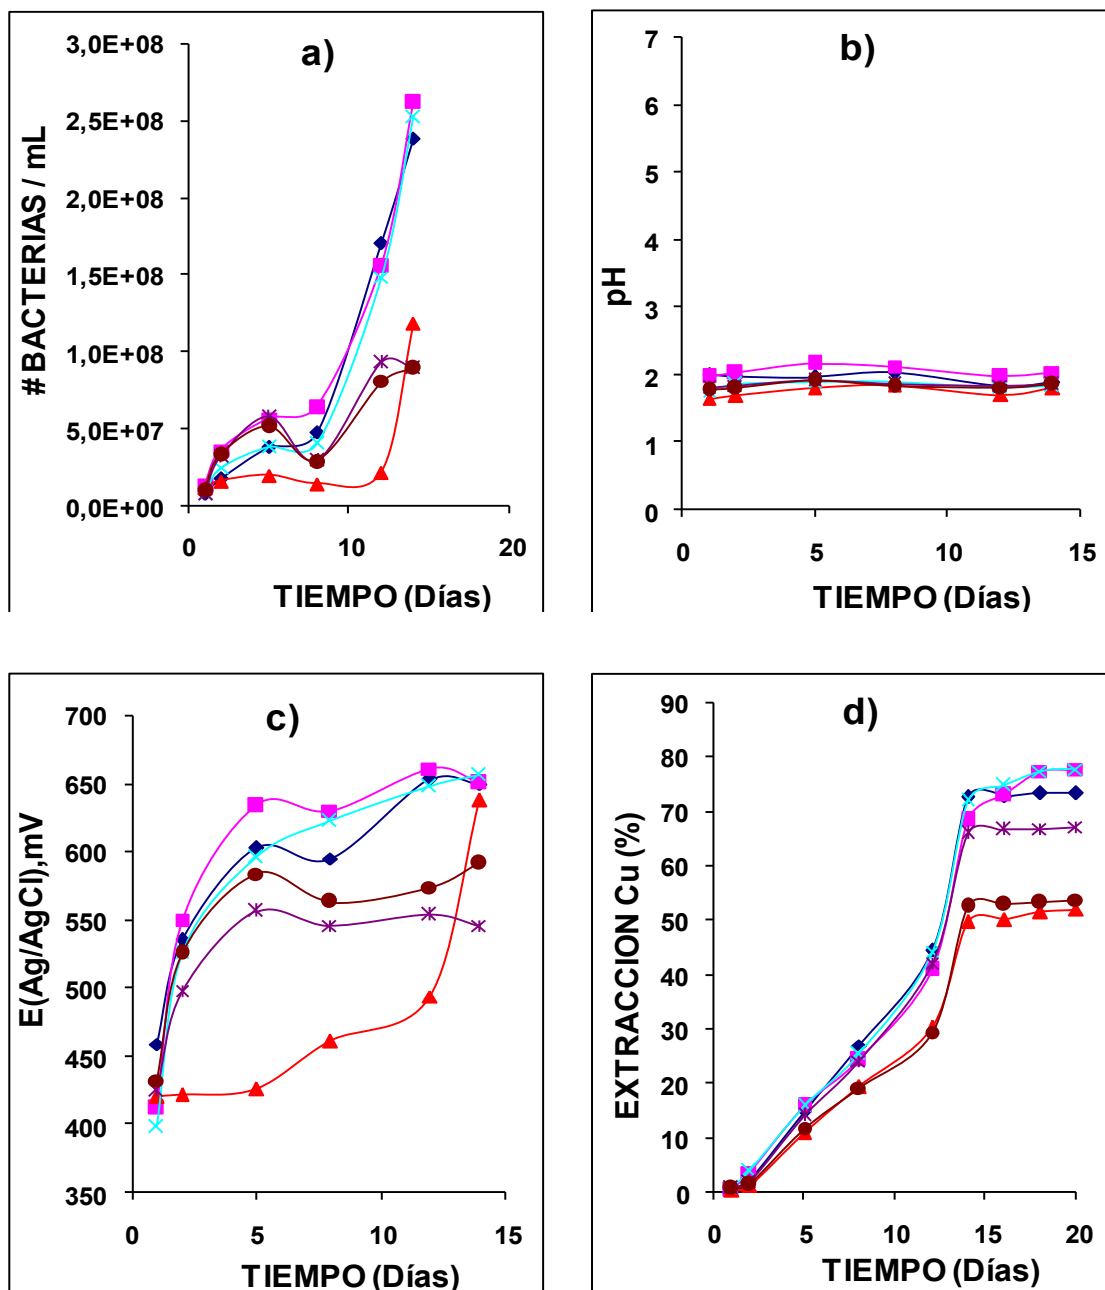 a)
3,0E+08
2,5E+08
2,0E+08
1,5E+08
1,0E+08
5,0E+07
0,0E+00
#BACTERIAS / mL
0 10 20
TIEMPO (Días)
b)
7
6
5
4
3
2
1
0
pH
0 5 10 15
TIEMPO (Días)
c)
700
650
600
550
500
450
400
350
E(Ag/AgCl),mV
0 5 10 15
TIEMPO (Días)
d)
90
80
70
60
50
40
30
20
10
0
EXTRACCION Cu (%)
0 5 10 15 20
TIEMPO (Días)